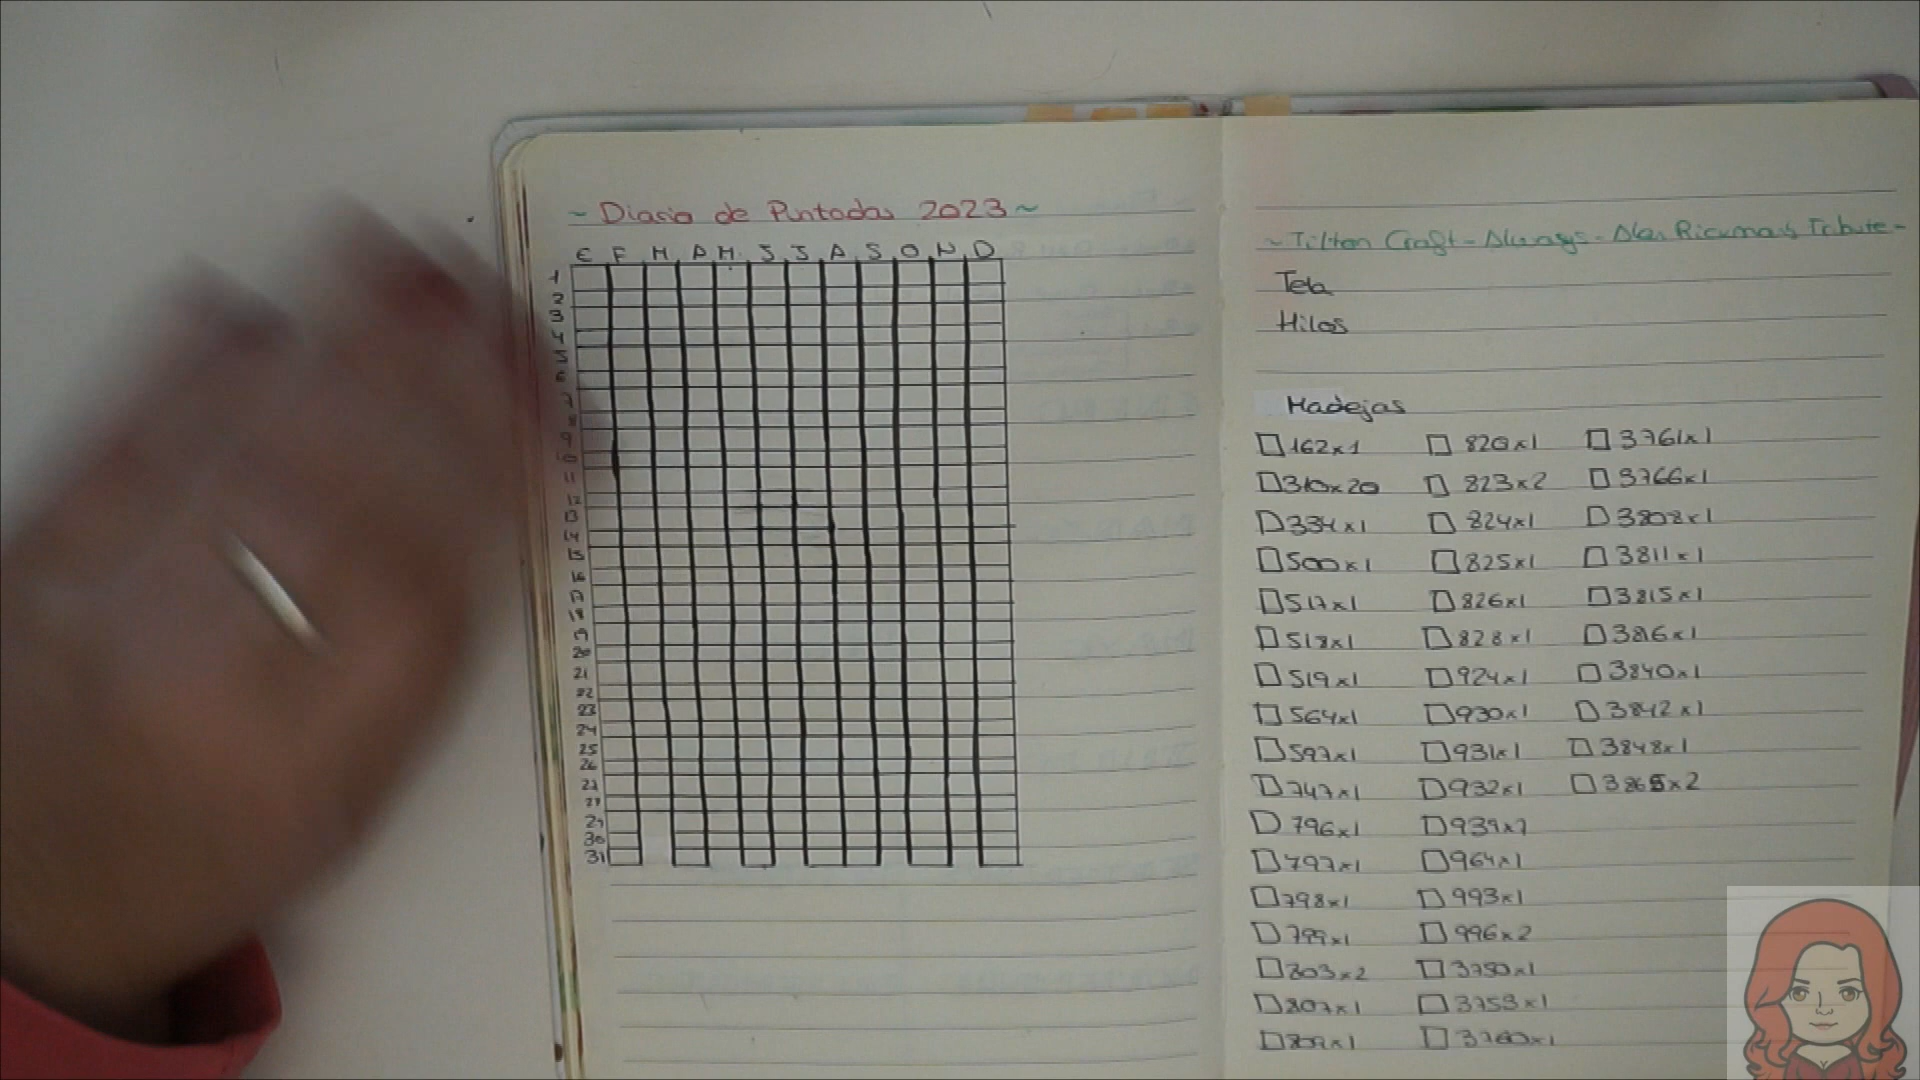 ~ Diario de Puntadas 2023 ~
E F M A M J J A S O N D
1
2
3
4
5
6
7
8
9
10
11
12
13
14
15
16
17
18
19
20
21
22
23
24
25
26
27
29
30
31
~ Tilton Craft - Always - Alan Rickman's Tribute -
Tela
Hilos
Madejas
162x1 820x1 3761x1
310x20 823x2 3766x1
334x1 824x1 3808x1
500x1 825x1 3811x1
517x1 826x1 3815x1
518x1 828x1 3816x1
519x1 924x1 3840x1
564x1 930x1 3842x1
597x1 931x1 3848x1
747x1 932x1 3865x2
796x1
797x1 964x1
798x1 993x1
799x1 996x2
803x2 3750x1
807x1 3753x1
809x1 3760x1